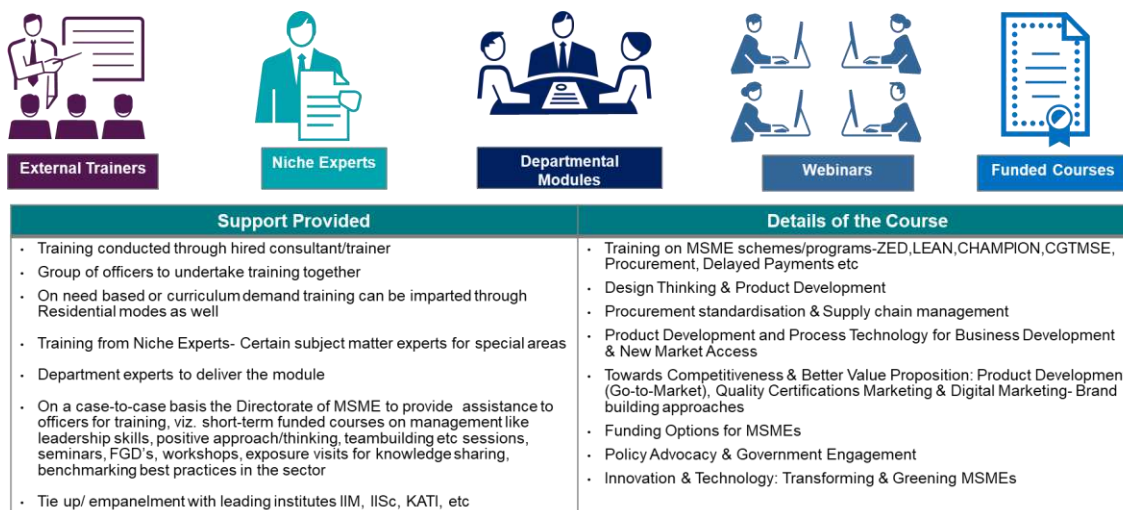 External Trainers
Niche Experts
Departmental
Modules
Webinars
Funded Courses
Support Provided
• Training conducted through hired consultant/trainer
• Group of officers to undertake training together
• On need based or curriculum demand training can be imparted through
Residential modes as well
• Training from Niche Experts- Certain subject matter experts for special areas
• Department experts to deliver the module
• On a case-to-case basis the Directorate of MSME to provide assistance to
officers for training, viz. short-term funded courses on management like
leadership skills, positive approach/thinking, teambuilding etc sessions,
seminars, FGD's, workshops, exposure visits for knowledge sharing,
benchmarking best practices in the sector
• Tie up/ empanelment with leading institutes IIM, IISc, KATI, etc
Details of the Course
• Training on MSME schemes/programs-ZED,LEAN,CHAMPION,CGTMSE,
Procurement, Delayed Payments etc
• Design Thinking & Product Development
• Procurement standardisation & Supply chain management
• Product Development and Process Technology for Business Development
& New Market Access
• Towards Competitiveness & Better Value Proposition: Product Developmen
(Go-to-Market), Quality Certifications Marketing & Digital Marketing- Brand
building approaches
• Funding Options for MSMEs
• Policy Advocacy & Government Engagement
• Innovation & Technology: Transforming & Greening MSMEs